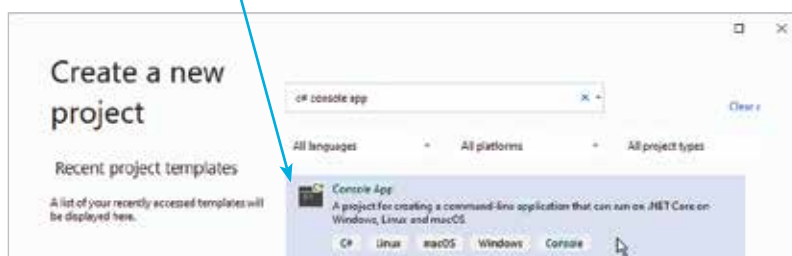 Create a new
project
Recent project templates
A list of your recently accessed templates will
be displayed here.
c# console app
Clear
All languages
All platforms
All project types
Console App
A project for creating a command-line application that can run on .NET Core on
Windows, Linux and macOS
C# Linux macOS Windows Console